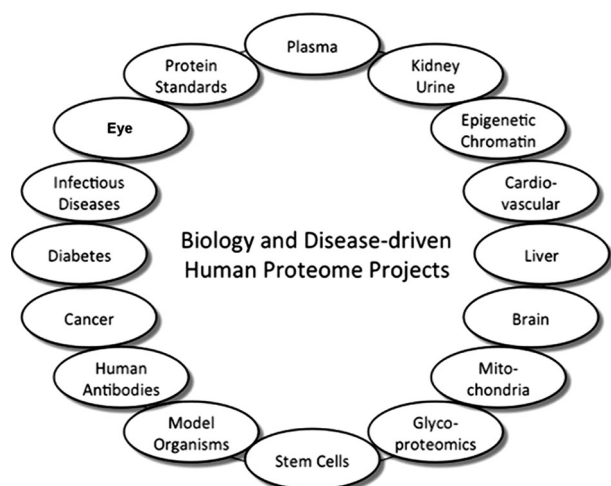 Plasma
Kidney
Urine
Epigenetic
Chromatin
Cardio-
vascular
Liver
Brain
Mito-
chondria
Glyco-
proteomics
Stem Cells
Model
Organisms
Human
Antibodies
Cancer
Diabetes
Infectious
Diseases
Eye
Protein
Standards
Biology and Disease-driven
Human Proteome Projects